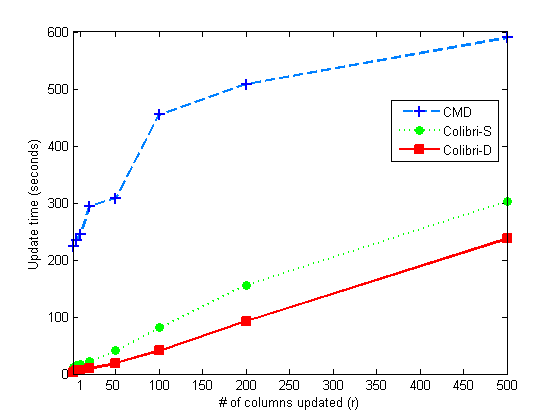 600
500
400
300
200
100
0
Update time (seconds)
CMD
Colibri-S
Colibri-D
1 50 100 150 200 250 300 350 400 450 500
# of columns updated (r)